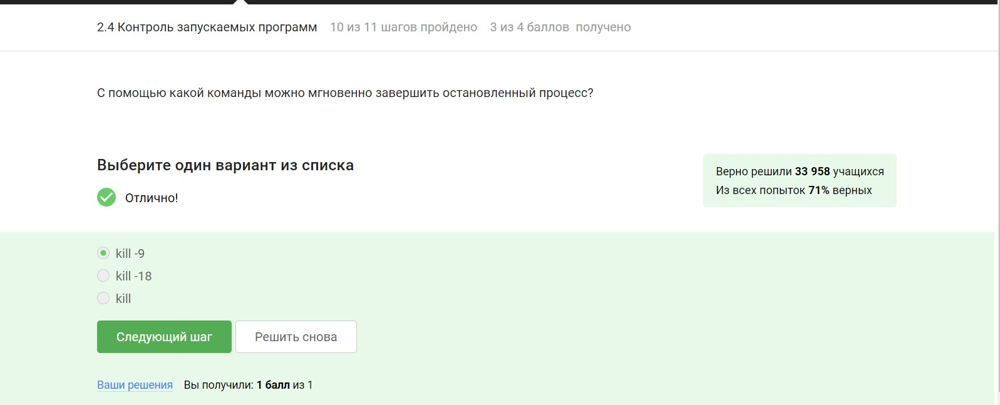 2.4 Контроль запускаемых программ 10 из 11 шагов пройдено 3 из 4 баллов получено
С помощью какой команды можно мгновенно завершить остановленный процесс?
Выберите один вариант из списка
Отлично!
Верно решили 33 958 учащихся
Из всех попыток 71% верных
kill -9
kill -18
kill
Следующий шаг Решить снова
Ваши решения Вы получили: 1 балл из 1